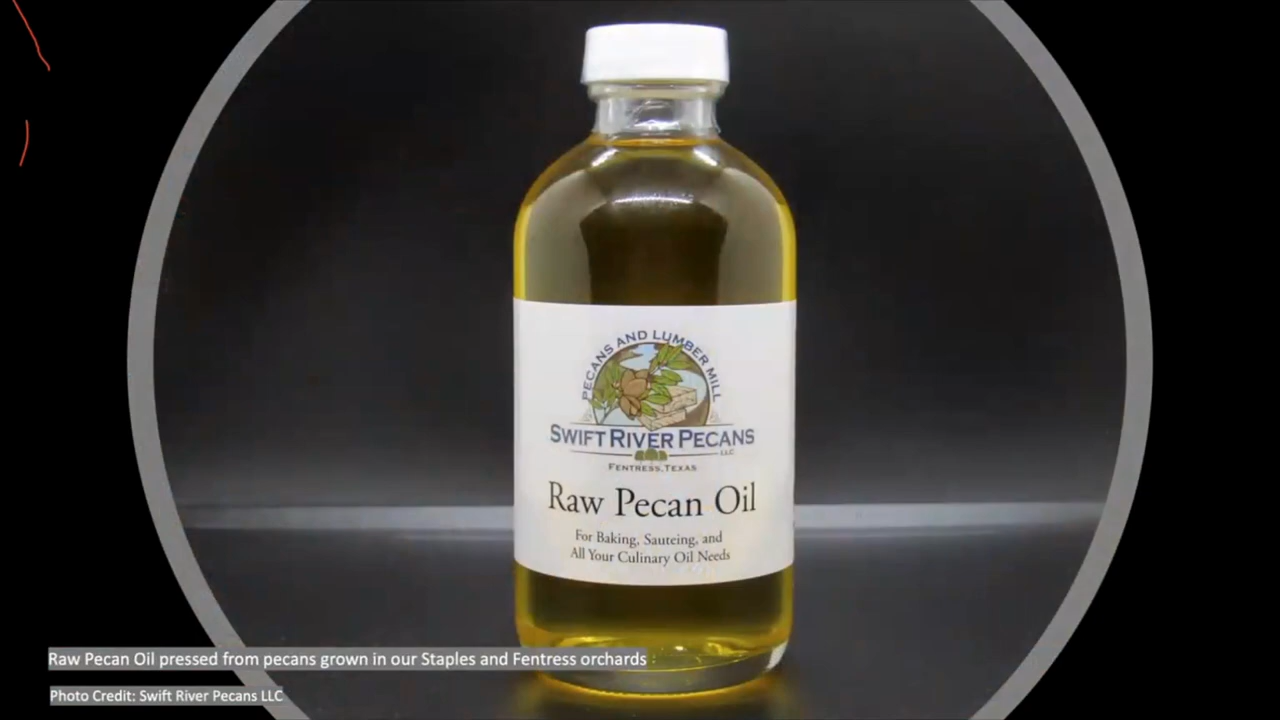 PECANS AND LUMBER MILL
SWIFT RIVER PECANS
LLC
FENTRESS, TEXAS
Raw Pecan Oil
For Baking, Sauteing, and
All Your Culinary Oil Needs
Raw Pecan Oil pressed from pecans grown in our Staples and Fentress orchards
Photo Credit: Swift River Pecans LLC